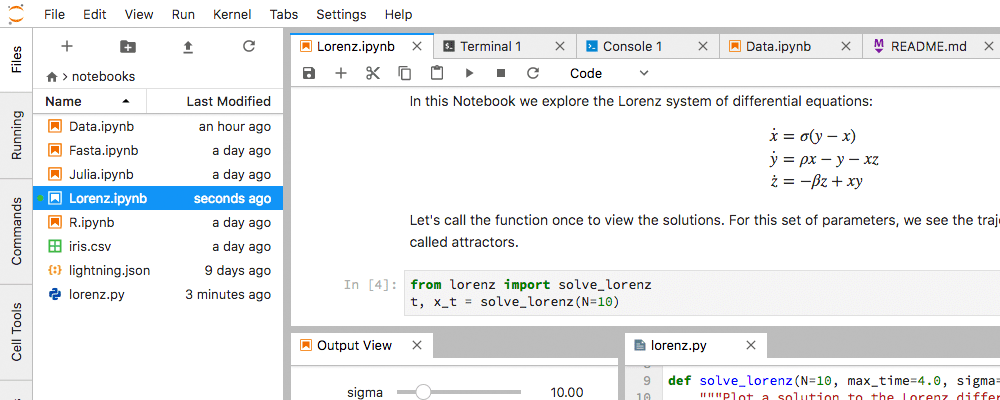 File Edit View Run Kernel Tabs Settings Help
Files
Running
Commands
Cell Tools
notebooks
Name Last Modified
Data.ipynb an hour ago
Fasta.ipynb a day ago
Julia.ipynb a day ago
Lorenz.ipynb seconds ago
R.ipynb a day ago
iris.csv a day ago
lightning.json 9 days ago
lorenz.py 3 minutes ago
Lorenz.ipynb Terminal 1 Console 1 Data.ipynb README.md
Code
In this Notebook we explore the Lorenz system of differential equations:
ẋ = σ(y − x)
ẏ = ρx − y − xz
ż = −βz + xy
Let's call the function once to view the solutions. For this set of parameters, we see the traj
called attractors.
In [4]: from lorenz import solve_lorenz
t, x_t = solve_lorenz(N=10)
Output View
sigma 10.00
lorenz.py
9 def solve_lorenz(N=10, max_time=4.0, sigma=
10 """Plot a solution to the Lorenz differ